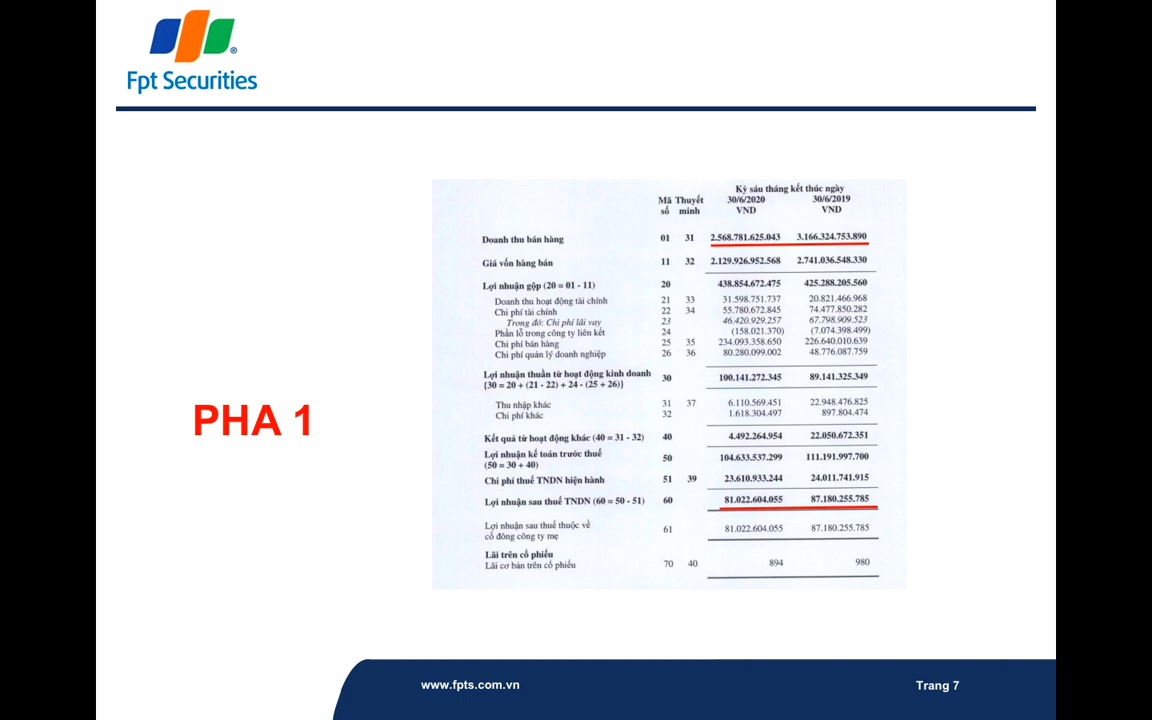 Fpt Securities
PHA 1
Kỳ sáu tháng kết thúc ngày
Mã Thuyết 30/6/2020 30/6/2019
số minh VND VND
Doanh thu bán hàng 01 31 2.568.781.625.043 3.166.324.753.890
Giá vốn hàng bán 11 32 2.129.926.952.568 2.741.036.548.330
Lợi nhuận gộp (20 = 01 - 11) 20 438.854.672.475 425.288.205.560
Doanh thu hoạt động tài chính 21 33 31.598.751.737 20.821.466.968
Chi phí tài chính 22 34 55.780.672.845 74.477.850.282
Trong đó: Chi phí lãi vay 23 46.420.929.257 67.798.909.523
Phần lỗ trong công ty liên kết 24 (158.021.370) (7.074.398.499)
Chi phí bán hàng 25 35 234.093.358.650 226.640.010.639
Chi phí quản lý doanh nghiệp 26 36 80.280.099.002 48.776.087.759
Lợi nhuận thuần từ hoạt động kinh doanh
{30 = 20 + (21 - 22) + 24 - (25 + 26)} 30 100.141.272.345 89.141.325.349
Thu nhập khác 31 37 6.110.569.451 22.948.476.825
Chi phí khác 32 1.618.304.497 897.804.474
Kết quả từ hoạt động khác (40 = 31 - 32) 40 4.492.264.954 22.050.672.351
Lợi nhuận kế toán trước thuế
(50 = 30 + 40) 50 104.633.537.299 111.191.997.700
Chi phí thuế TNDN hiện hành 51 39 23.610.933.244 24.011.741.915
Lợi nhuận sau thuế TNDN (60 = 50 - 51) 60 81.022.604.055 87.180.255.785
Lợi nhuận sau thuế thuộc về
cổ đông công ty mẹ 61 81.022.604.055 87.180.255.785
Lãi trên cổ phiếu
Lãi cơ bản trên cổ phiếu 70 40 894 980
www.fpts.com.vn
Trang 7